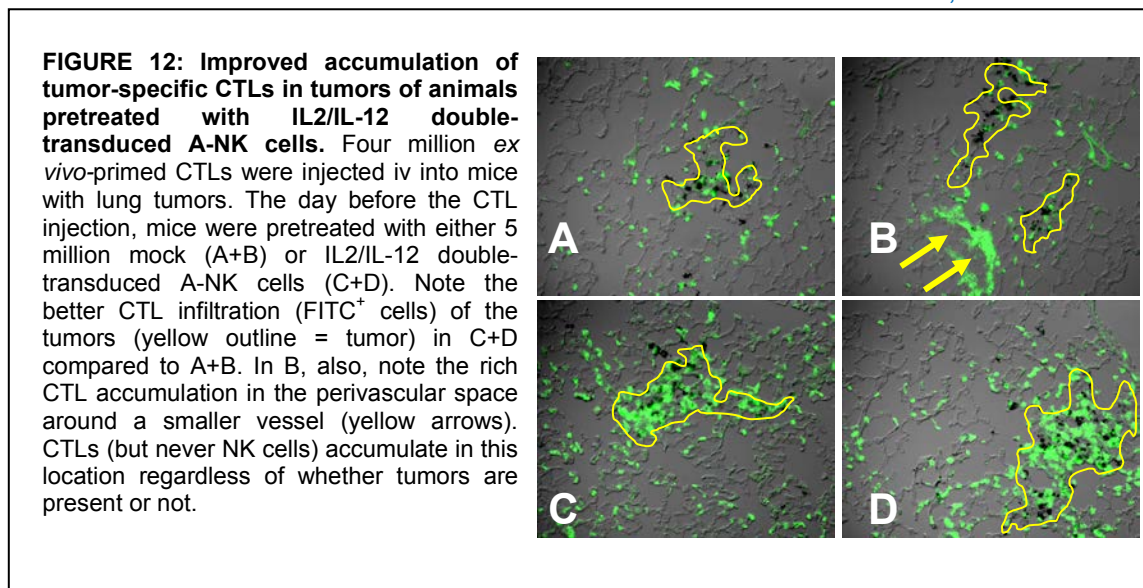 FIGURE 12: Improved accumulation of
tumor-specific CTLs in tumors of animals
pretreated with IL2/IL-12 double-
transduced A-NK cells. Four million ex
vivo-primed CTLs were injected iv into mice
with lung tumors. The day before the CTL
injection, mice were pretreated with either 5
million mock (A+B) or IL2/IL-12 double-
transduced A-NK cells (C+D). Note the
better CTL infiltration (FITC+ cells) of the
tumors (yellow outline = tumor) in C+D
compared to A+B. In B, also, note the rich
CTL accumulation in the perivascular space
around a smaller vessel (yellow arrows).
CTLs (but never NK cells) accumulate in this
location regardless of whether tumors are
present or not.
A
B
C
D